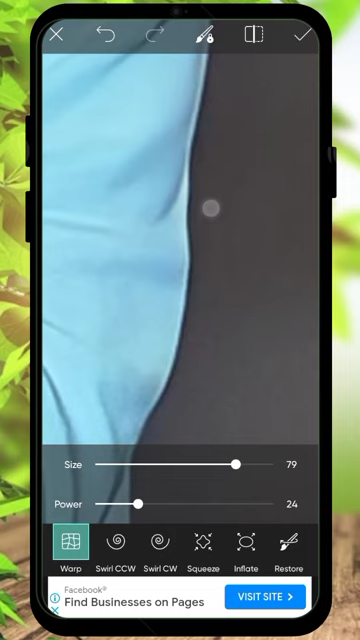 Size 79
Power 24
Warp Swirl CCW Swirl CW Squeeze Inflate Restore
Facebook®
Find Businesses on Pages
VISIT SITE